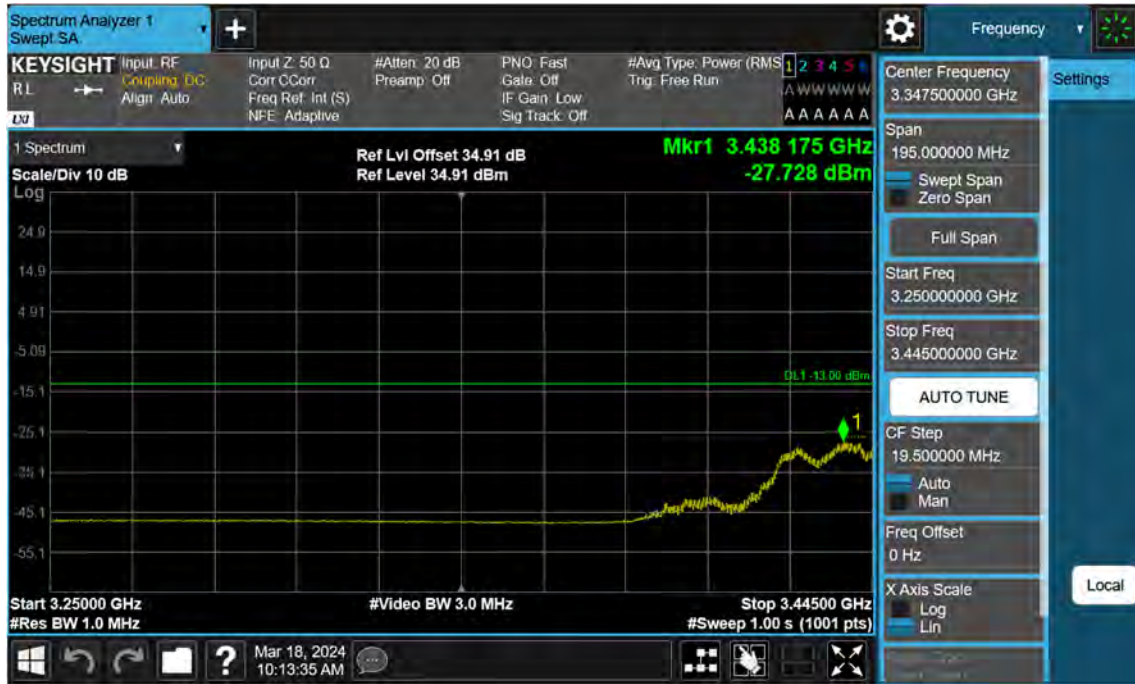 Spectrum Analyzer 1
Swept SA
+
Frequency
KEYSIGHT
RL
LXI
Input: RF
Coupling: DC
Align: Auto
Input Z: 50 Ω
Corr CCorr
Freq Ref: Int (S)
NFE: Adaptive
#Atten: 20 dB
Preamp: Off
PNO: Fast
Gate: Off
IF Gain: Low
Sig Track: Off
#Avg Type: Power (RMS
Trig: Free Run
1 2 3 4 5 6
A W W W W W
A A A A A A
1 Spectrum
Scale/Div 10 dB
Ref Lvl Offset 34.91 dB
Ref Level 34.91 dBm
Mkr1 3.438 175 GHz
-27.728 dBm
Log
24.9
14.9
4.91
-5.09
DL1 -13.00 dBm
-15.1
1
-25.1
-35.1
-45.1
-55.1
Start 3.25000 GHz
#Video BW 3.0 MHz
Stop 3.44500 GHz
#Res BW 1.0 MHz
#Sweep 1.00 s (1001 pts)
?
Mar 18, 2024
10:13:35 AM
Center Frequency
3.347500000 GHz
Settings
Span
195.000000 MHz
Swept Span
Zero Span
Full Span
Start Freq
3.250000000 GHz
Stop Freq
3.445000000 GHz
AUTO TUNE
CF Step
19.500000 MHz
Auto
Man
Freq Offset
0 Hz
X Axis Scale
Log
Lin
Local